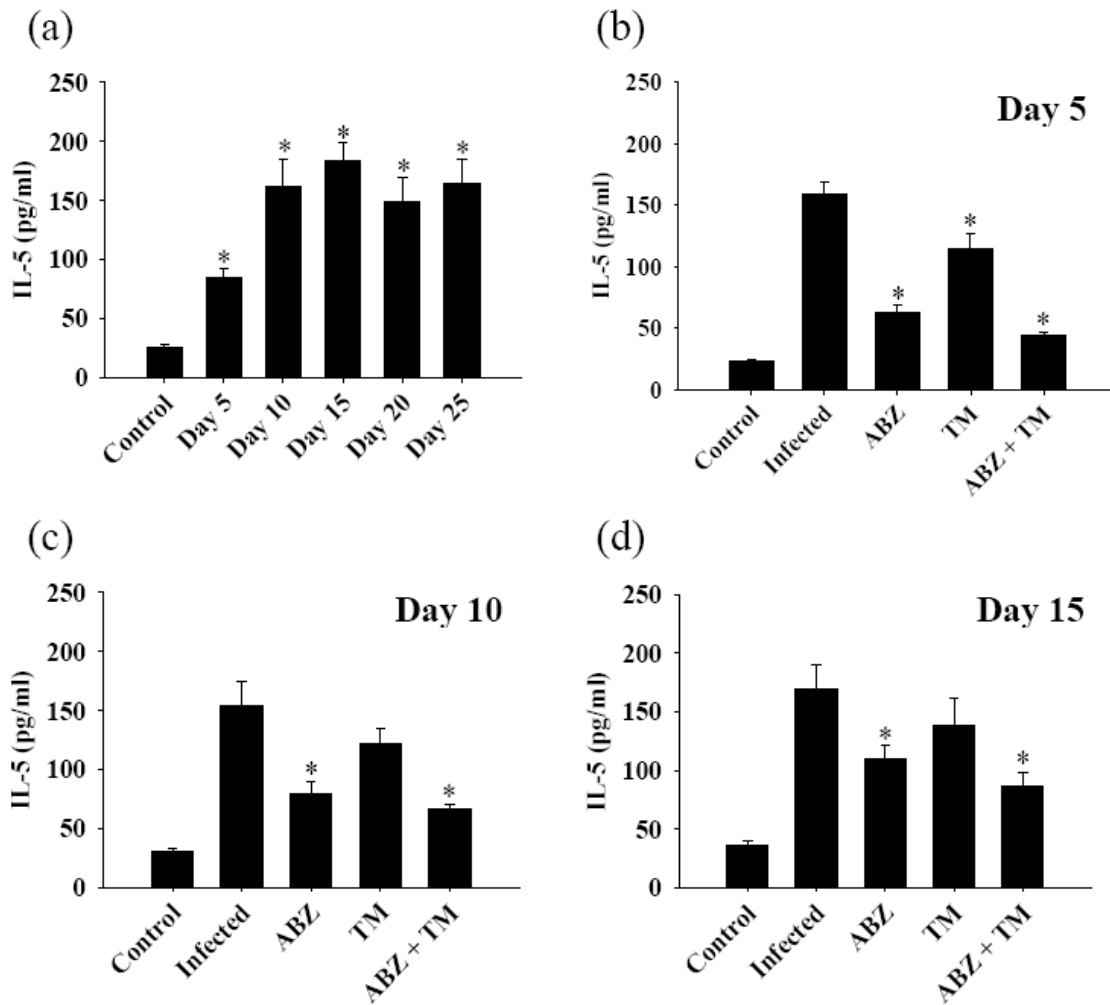 (a)
IL-5 (pg/ml)
250
200
150
100
50
0
*
*
*
*
*
Control
Day 5
Day 10
Day 15
Day 20
Day 25
(b)
Day 5
IL-5 (pg/ml)
250
200
150
100
50
0
*
*
*
Control
Infected
ABZ
TM
ABZ + TM
(c)
Day 10
IL-5 (pg/ml)
250
200
150
100
50
0
*
*
Control
Infected
ABZ
TM
ABZ + TM
(d)
Day 15
IL-5 (pg/ml)
250
200
150
100
50
0
*
*
Control
Infected
ABZ
TM
ABZ + TM